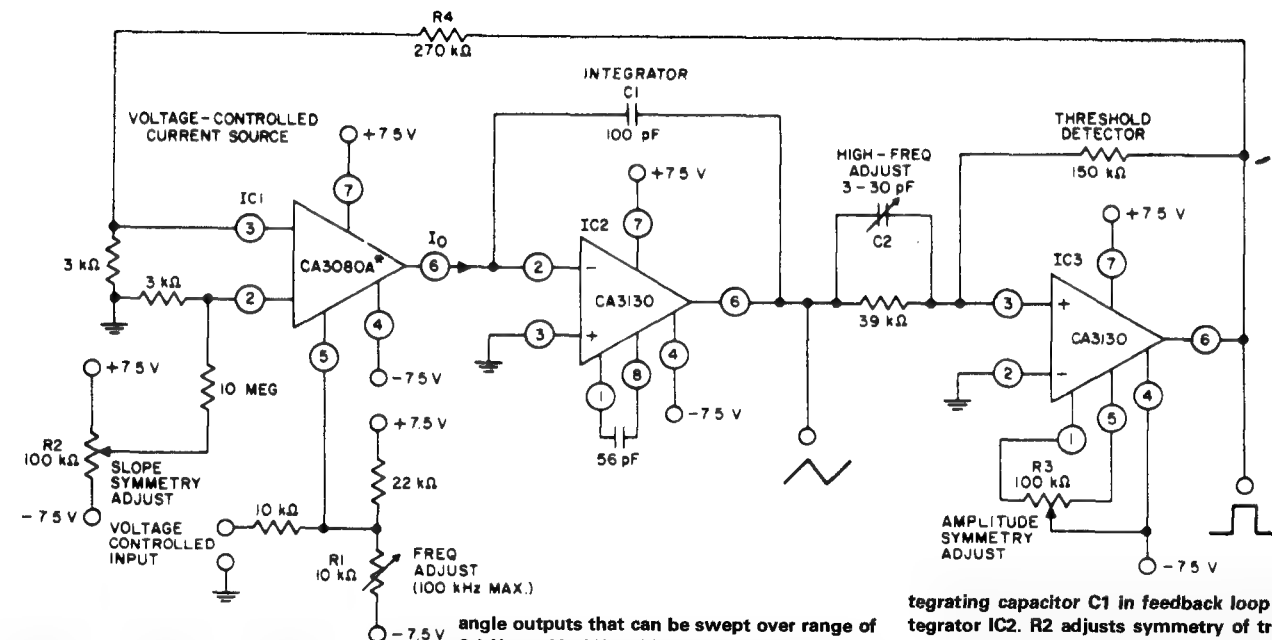 R4
270 kΩ
INTEGRATOR
C1
100 pF
VOLTAGE-CONTROLLED
CURRENT SOURCE
+7 5 V
7
IC1
3
CA3080A*
6
I0
3 kΩ
3 kΩ
2
4
5
-7 5 V
+7 5 V
10 MEG
R2
100 kΩ
SLOPE
SYMMETRY
ADJUST
- 7 5 V
VOLTAGE
CONTROLLED
INPUT
10 kΩ
+7.5 V
22 kΩ
R1
10 kΩ
FREQ
ADJUST
(100 kHz MAX.)
-7.5 V
+7 5 V
7
IC2
2
-
CA3130
6
3
+
1
8
4
56 pF
-7 5 V
HIGH-FREQ
ADJUST
3-30 pF
C2
39 kΩ
THRESHOLD
DETECTOR
150 kΩ
+7 5 V
7
IC3
3
+
CA3130
6
2
-
1
5
4
R3
100 kΩ
AMPLITUDE
SYMMETRY
ADJUST
-7 5 V
angle outputs that can be swept over range of
tegrating capacitor C1 in feedback loop
tegrator IC2. R2 adjusts symmetry of tr